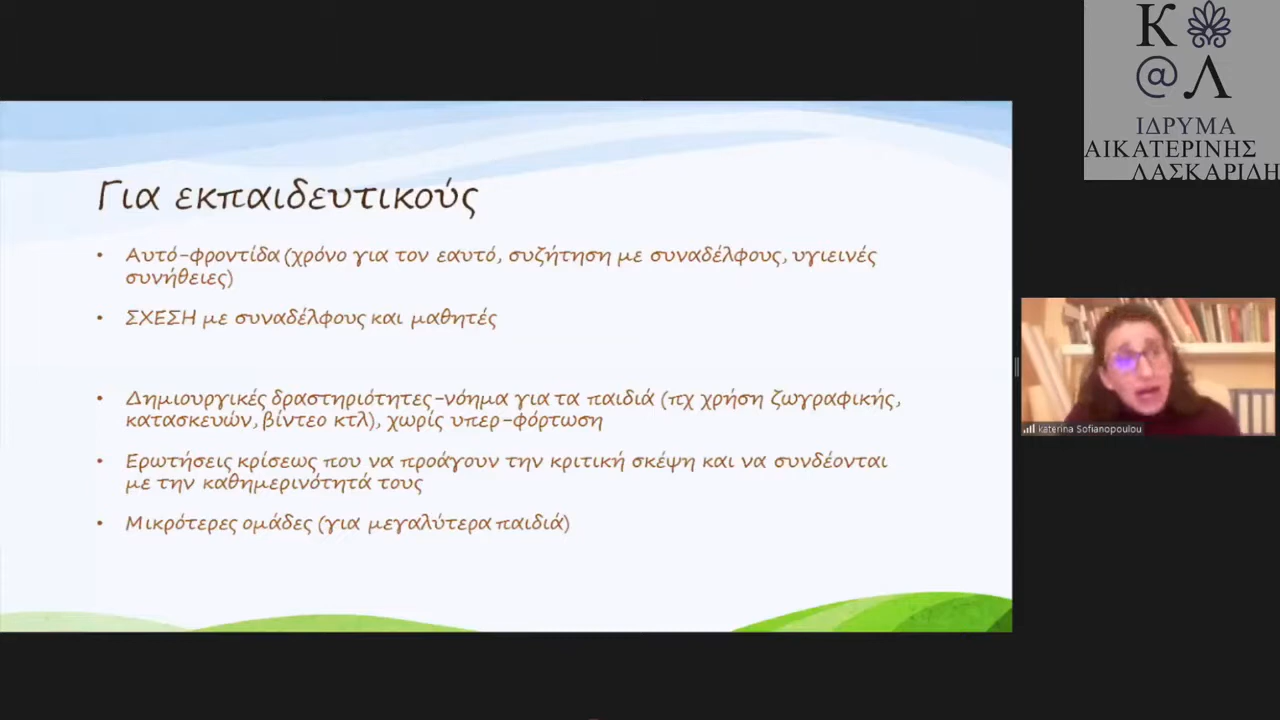 Κ
@ Λ
ΙΔΡΥΜΑ
ΑΙΚΑΤΕΡΙΝΗΣ
ΛΑΣΚΑΡΙΔΗ
Για εκπαιδευτικούς
• Αυτό-φροντίδα (χρόνο για τον εαυτό, συζήτηση με συναδέλφους, υγιεινές
συνήθειες)
• ΣΧΕΣΗ με συναδέλφους και μαθητές
• Δημιουργικές δραστηριότητες-νόημα για τα παιδιά (πχ χρήση ζωγραφικής,
κατασκευών, βίντεο κτλ), χωρίς υπερ-φόρτωση
• Ερωτήσεις κρίσεως που να προάγουν την κριτική σκέψη και να συνδέονται
με την καθημερινότητά τους
• Μικρότερες ομάδες (για μεγαλύτερα παιδιά)
katerina Sofianopoulou